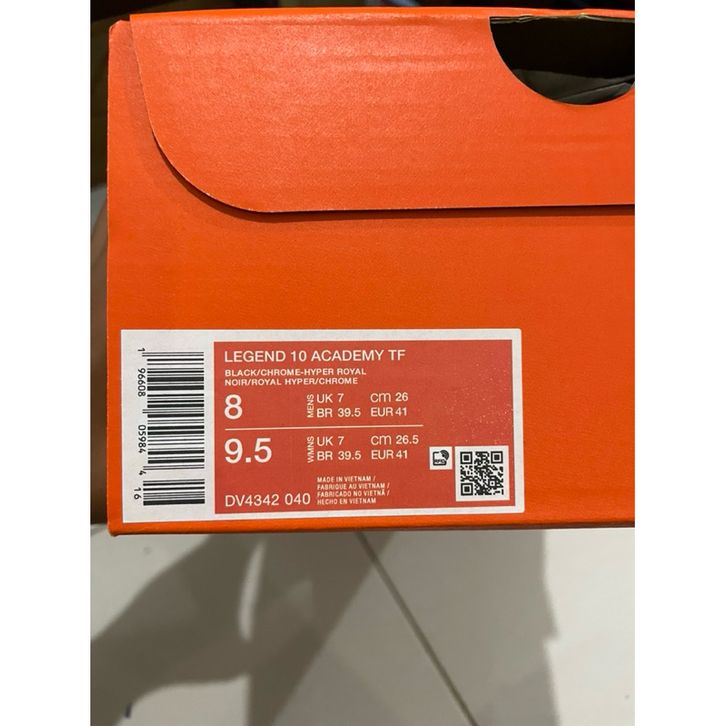 LEGEND 10 ACADEMY TF
BLACK/CHROME-HYPER ROYAL
NOIR/ROYAL HYPER/CHROME
8 MENS UK 7 cm 26
BR 39.5 EUR 41
9.5 WMNS UK 7 cm 26.5
BR 39.5 EUR 41
DV4342 040
MADE IN VIETNAM /
FABRIQUE AU VIETNAM /
FABRICADO NO VIETNÃ /
HECHO EN VIETNAM
1 96608 05984 4 16